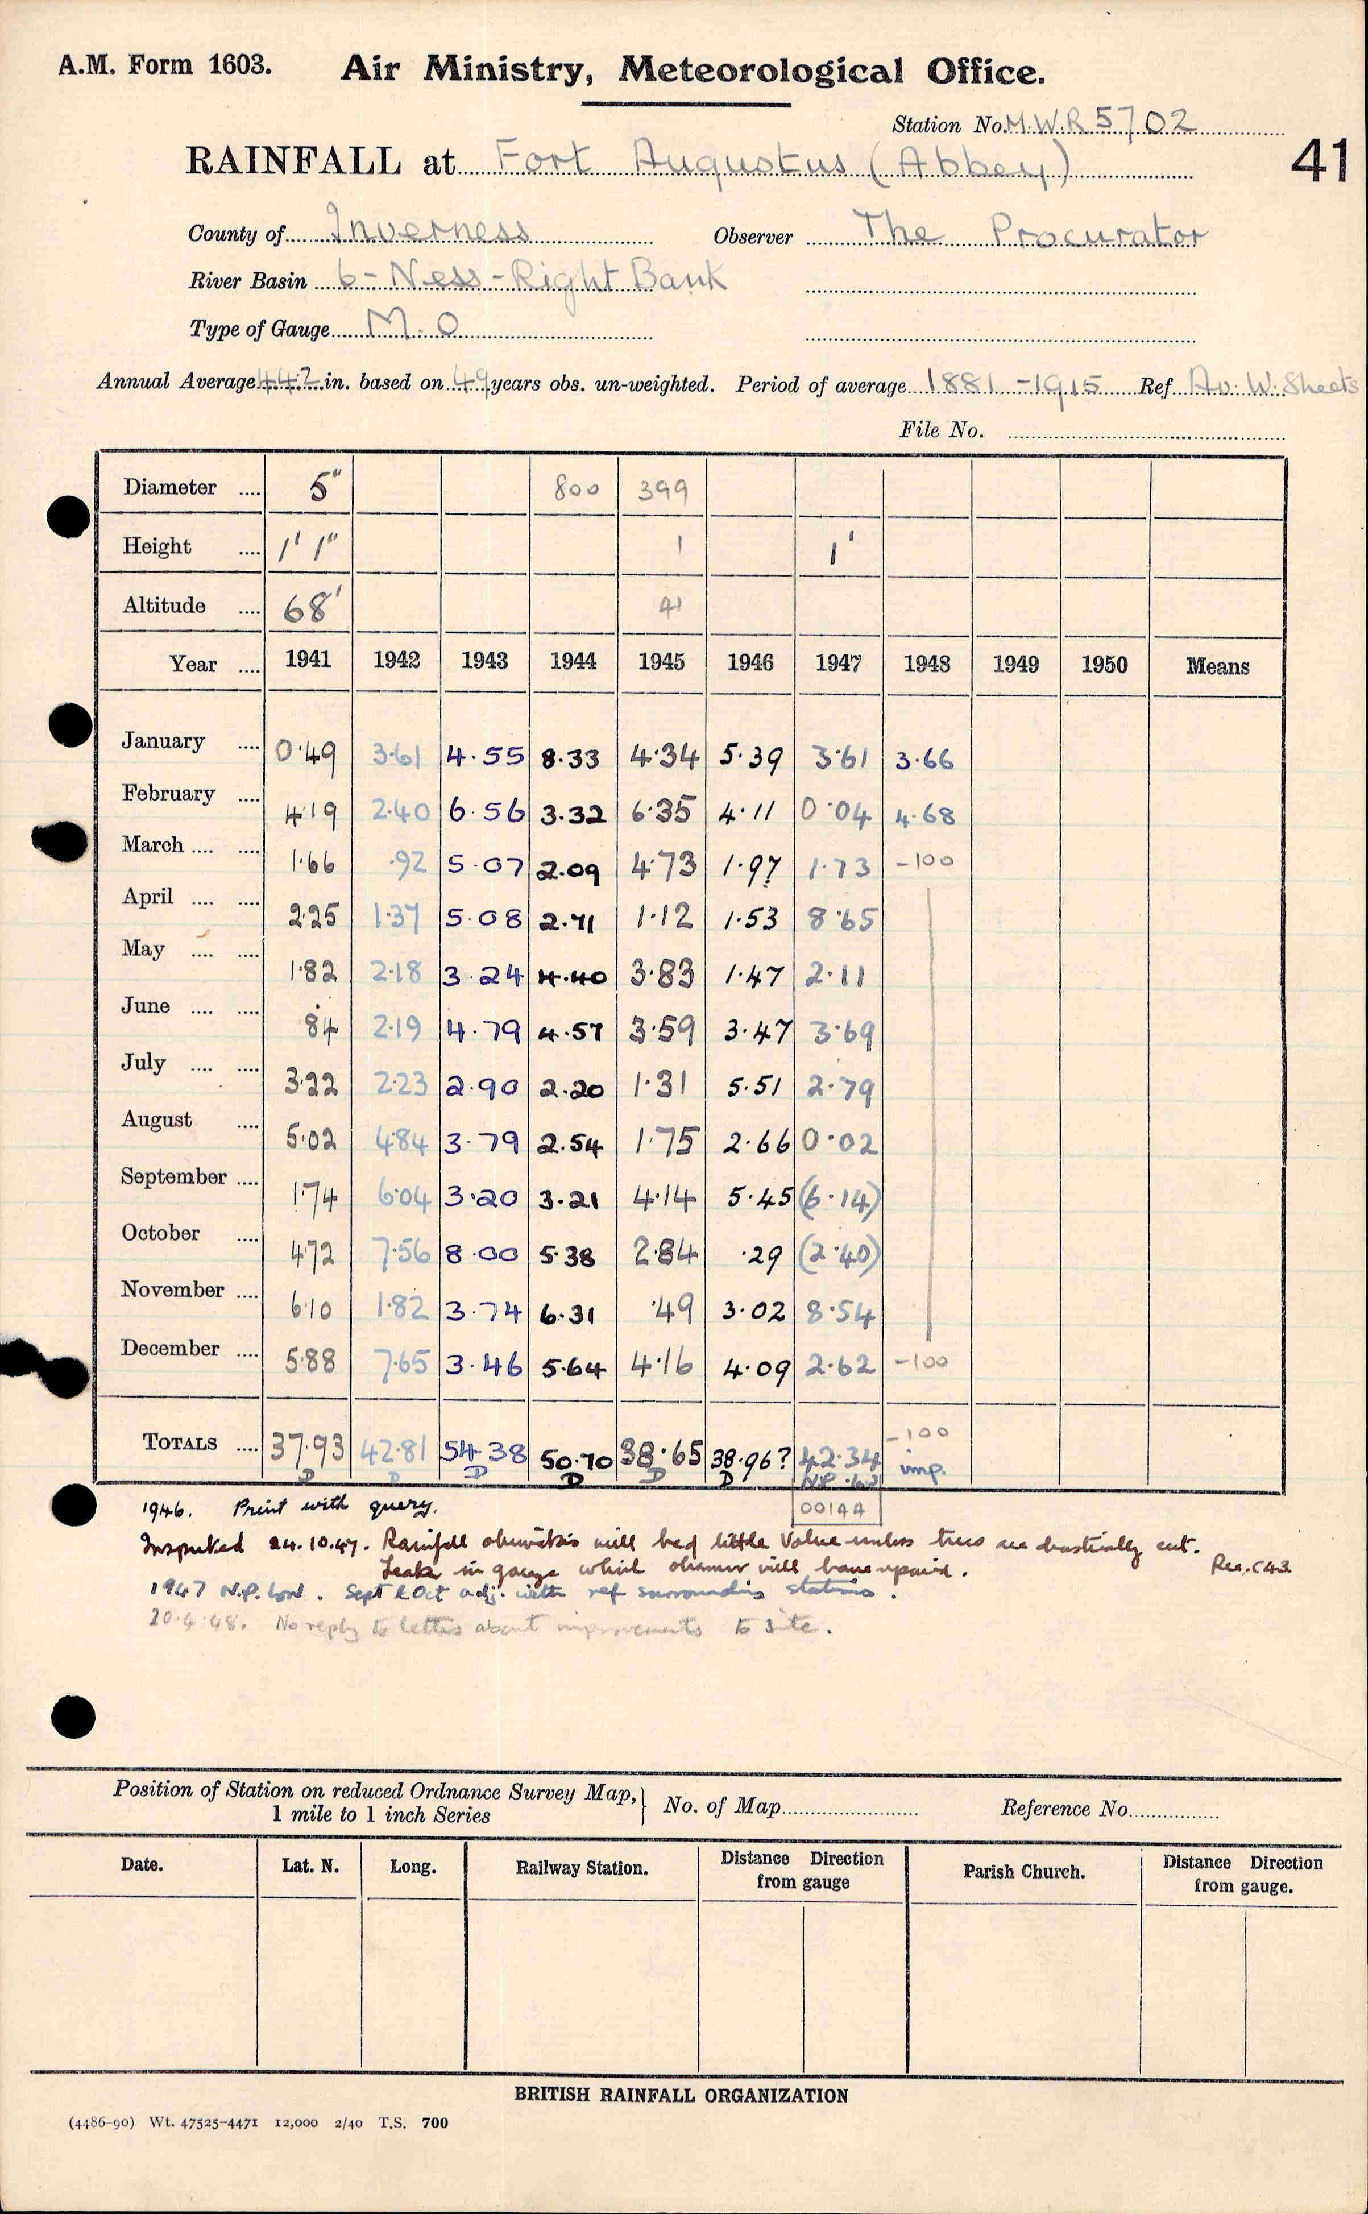 A.M. Form 1603. Air Ministry, Meteorological Office.
Station No. M.W.R 5702
RAINFALL at Fort Augustus (Abbey) 41
County of Inverness Observer The Procurator
River Basin 6-Ness-Right Bank
Type of Gauge M.O
Annual Average 44.2 in. based on 49 years obs. un-weighted. Period of average 1881-1915 Ref. Av. W. Sheets
File No.
Diameter .... 5" 800 399
Height .... 1' 1" 1 1'
Altitude .... 68' 41
Year .... 1941 1942 1943 1944 1945 1946 1947 1948 1949 1950 Means
January .... 0.49 3.61 4.55 8.33 4.34 5.39 3.61 3.66
February .... 4.19 2.40 6.56 3.32 6.35 4.11 0.04 4.68
March .... .... 1.66 .92 5.07 2.09 4.73 1.97 1.73 -100
April .... .... 2.25 1.37 5.08 2.71 1.12 1.53 8.65
May .... .... 1.82 2.18 3.24 4.40 3.83 1.47 2.11
June .... .... .84 2.19 4.79 4.57 3.59 3.47 3.69
July .... .... 3.22 2.23 2.90 2.20 1.31 5.51 2.79
August .... 5.02 4.84 3.79 2.54 1.75 2.66 0.02
September .... 1.74 6.04 3.20 3.21 4.14 5.45 (6.14)
October .... 4.72 7.56 8.00 5.38 2.84 .29 (2.40)
November .... 6.10 1.82 3.74 6.31 .49 3.02 8.54
December .... 5.88 7.65 3.46 5.64 4.16 4.09 2.62 -100
TOTALS .... 37.93 42.81 54.38 50.70 38.65 38.96? 42.34 -100
D D D D D D N.P. imp.
00144
1946. Print with query.
Inspected 24.10.47. Rainfall will little value unless trees are drastically cut.
Leak in gauge which observer will have repaired. Rec. C43
1947 N.P. low. Sept & Oct adj. with ref surrounding stations.
20.4.48. No reply to letters about improvements to site.
Position of Station on reduced Ordnance Survey Map,
1 mile to 1 inch Series No. of Map Reference No.
Date. Lat. N. Long. Railway Station. Distance Direction from gauge Parish Church. Distance Direction from gauge.
BRITISH RAINFALL ORGANIZATION
(4486-90) Wt. 47525-4471 12,000 2/40 T.S. 700